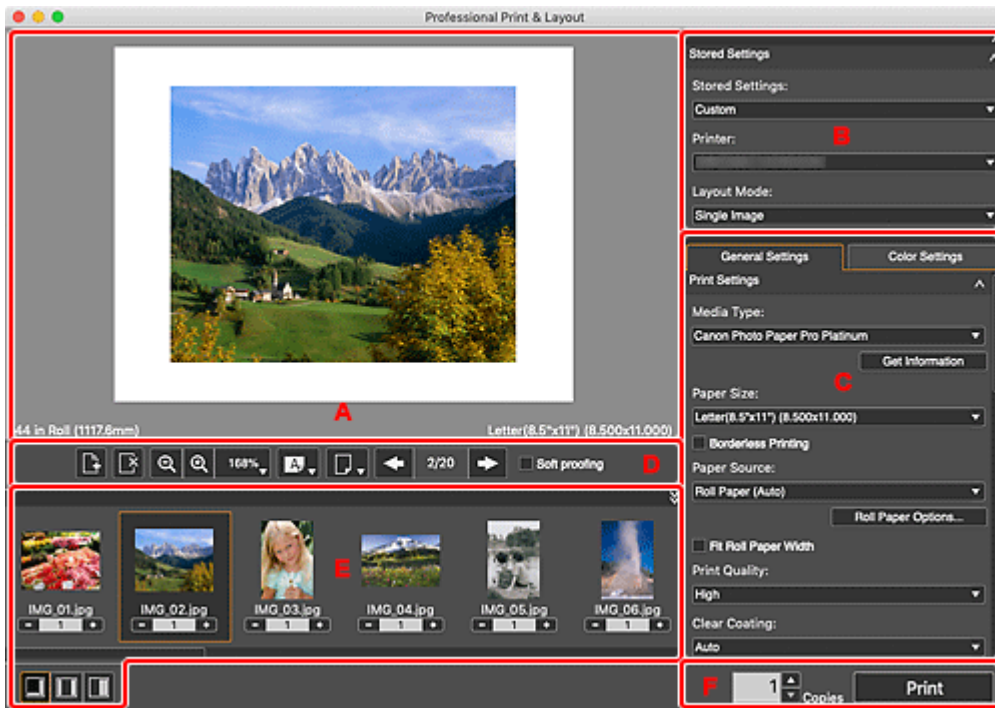 Professional Print & Layout
Stored Settings
Stored Settings:
Custom
B
Printer:
Layout Mode:
Single Image
A
44 in Roll (1117.6mm)
Letter(8.5"x11") (8.500x11.000)
General Settings
Color Settings
Print Settings
Media Type:
Canon Photo Paper Pro Platinum
Get Information
C
Paper Size:
Letter(8.5"x11") (8.500x11.000)
Borderless Printing
Paper Source:
Roll Paper (Auto)
Roll Paper Options...
Fit Roll Paper Width
Print Quality:
High
Clear Coating:
Auto
168%
A
2/20
Soft proofing
D
E
IMG_01.jpg
IMG_02.jpg
IMG_03.jpg
IMG_04.jpg
IMG_05.jpg
IMG_06.jpg
- 1 +
- 1 +
- 1 +
- 1 +
- 1 +
- 1 +
F
1
Copies
Print